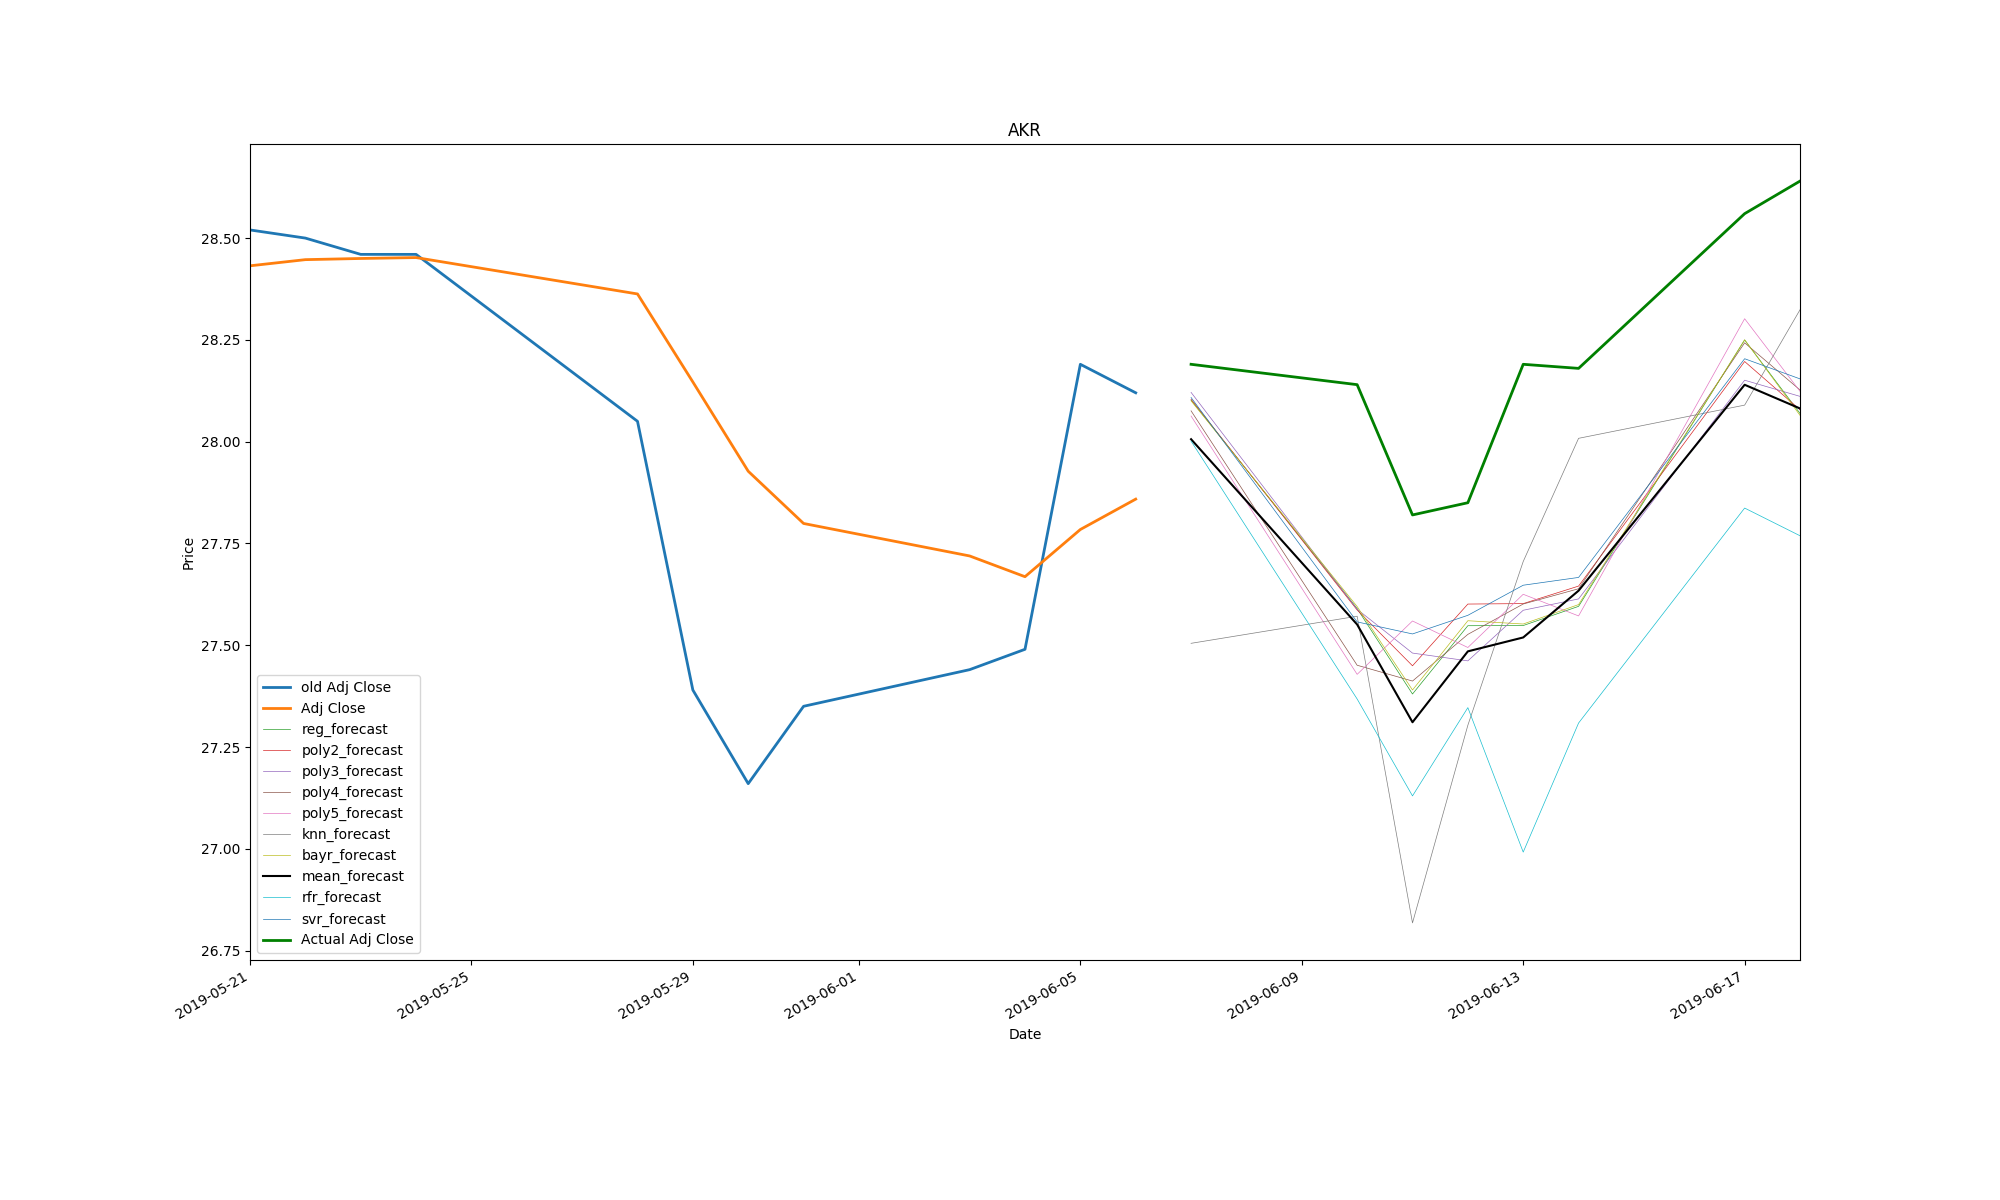 AKR
28.50
28.25
28.00
27.75
27.50
27.25
27.00
26.75
Price
old Adj Close
Adj Close
reg_forecast
poly2_forecast
poly3_forecast
poly4_forecast
poly5_forecast
knn_forecast
bayr_forecast
mean_forecast
rfr_forecast
svr_forecast
Actual Adj Close
2019-05-21
2019-05-25
2019-05-29
2019-06-01
2019-06-05
2019-06-09
2019-06-13
2019-06-17
Date